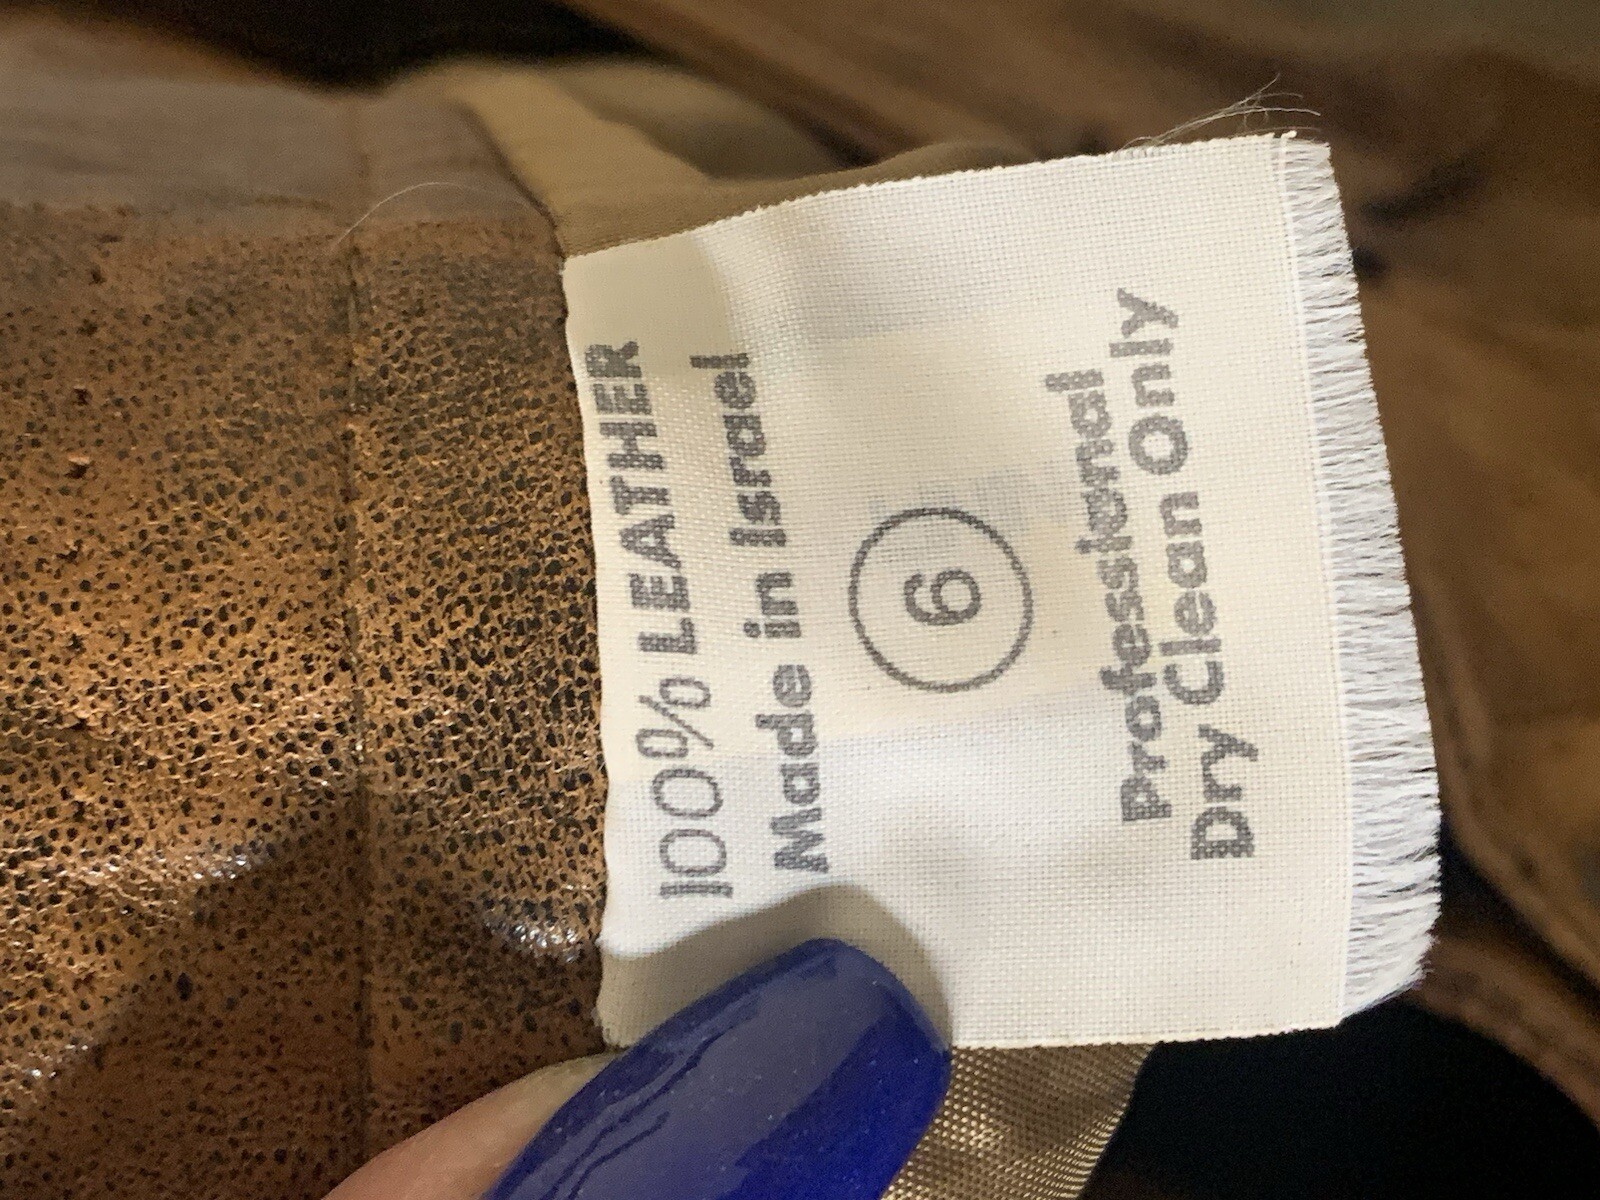 100% LEATHER
Made in Israel
6
Professional
Dry Clean Only